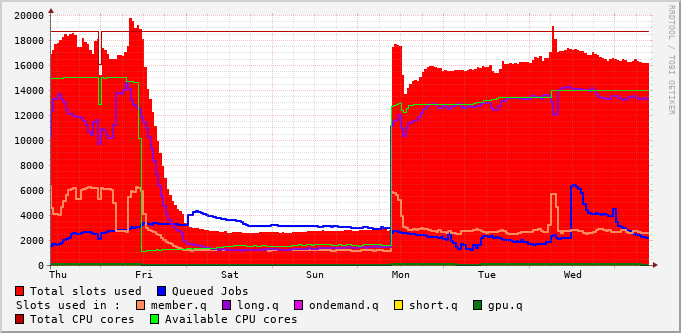 20000
18000
16000
14000
12000
10000
8000
6000
4000
2000
0
Thu Fri Sat Sun Mon Tue Wed
RRDTOOL / TOBI OETIKER
Total slots used Queued Jobs
Slots used in : member.q long.q ondemand.q short.q gpu.q
Total CPU cores Available CPU cores